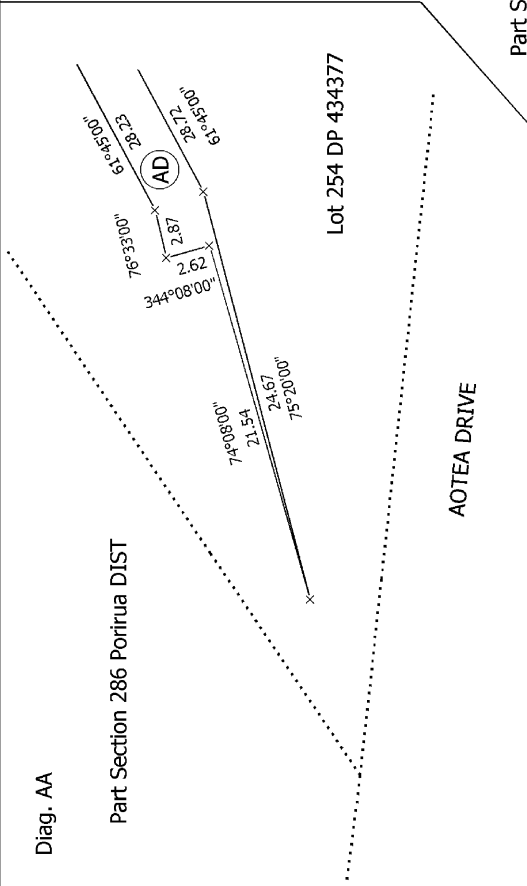 Diag. AA
Part Section 286 Porirua DIST
Lot 254 DP 434377
Part S
AOTEA DRIVE
61°45'00"
28.23
AD
28.72
61°45'00"
76°33'00"
2.87
2.62
344°08'00"
74°08'00"
21.54
24.67
75°20'00"